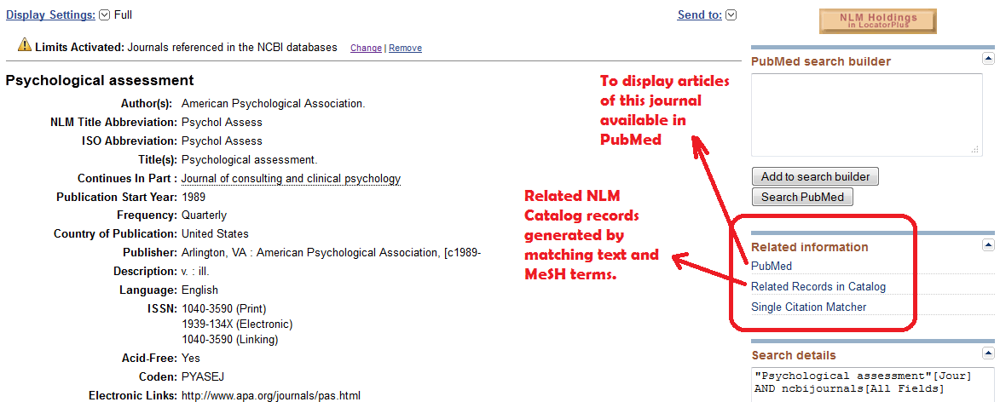 Display Settings: Full
Send to:
NLM Holdings
in LocatorPlus
Limits Activated: Journals referenced in the NCBI databases Change | Remove
Psychological assessment
Author(s): American Psychological Association.
NLM Title Abbreviation: Psychol Assess
ISO Abbreviation: Psychol Assess
Title(s): Psychological assessment.
Continues In Part : Journal of consulting and clinical psychology
Publication Start Year: 1989
Frequency: Quarterly
Country of Publication: United States
Publisher: Arlington, VA : American Psychological Association, [c1989-
Description: v. : ill.
Language: English
ISSN: 1040-3590 (Print)
1939-134X (Electronic)
1040-3590 (Linking)
Acid-Free: Yes
Coden: PYASEJ
Electronic Links: http://www.apa.org/journals/pas.html
To display articles
of this journal
available in
PubMed
Related NLM
Catalog records
generated by
matching text and
MeSH terms.
PubMed search builder
Add to search builder
Search PubMed
Related information
PubMed
Related Records in Catalog
Single Citation Matcher
Search details
"Psychological assessment"[Jour]
AND ncbijournals[All Fields]